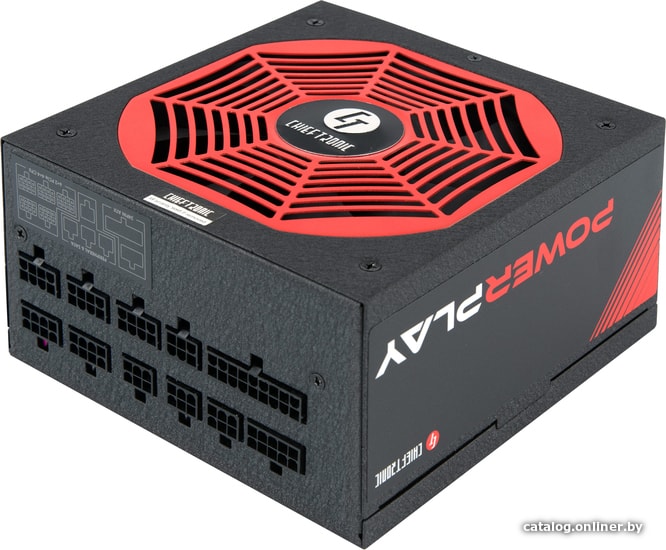 CHIEFTRONIC
CHIEFTRONIC
POWERPLAY
CHIEFTRONIC
catalog.onliner.by